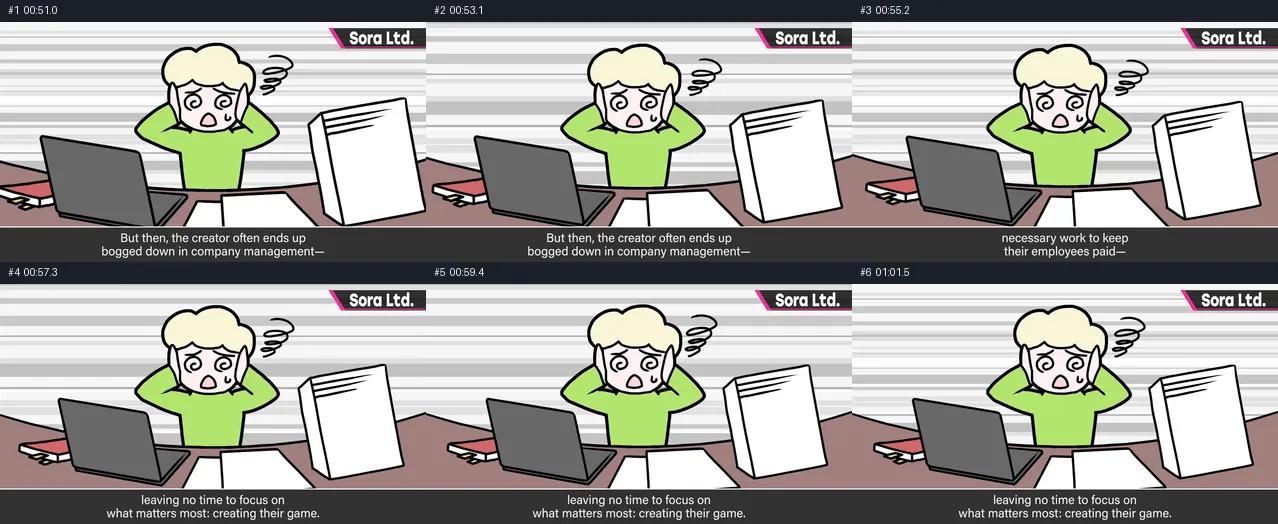 #1 00:51.0
Sora Ltd.
But then, the creator often ends up
bogged down in company management—
#2 00:53.1
Sora Ltd.
But then, the creator often ends up
bogged down in company management—
#3 00:55.2
Sora Ltd.
necessary work to keep
their employees paid—
#4 00:57.3
Sora Ltd.
leaving no time to focus on
what matters most: creating their game.
#5 00:59.4
Sora Ltd.
leaving no time to focus on
what matters most: creating their game.
#6 01:01.5
Sora Ltd.
leaving no time to focus on
what matters most: creating their game.